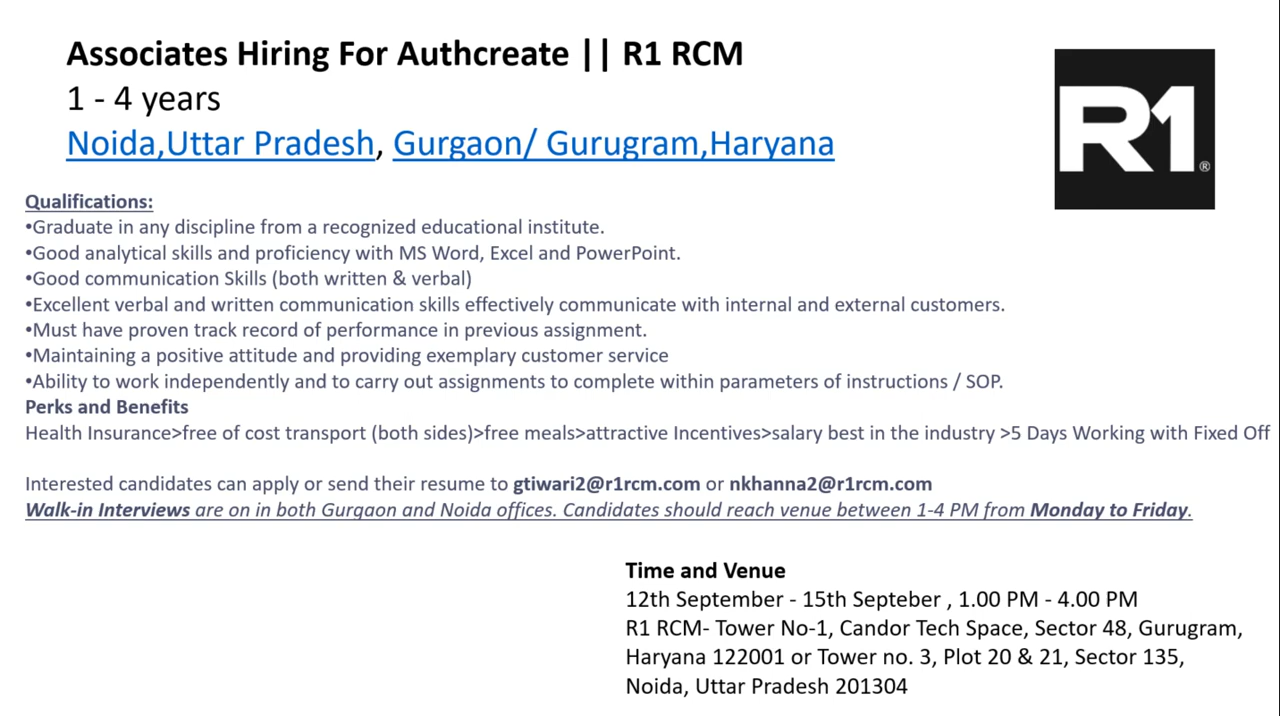 Associates Hiring For Authcreate || R1 RCM
1 - 4 years
Noida,Uttar Pradesh, Gurgaon/ Gurugram,Haryana
R1®
Qualifications:
•Graduate in any discipline from a recognized educational institute.
•Good analytical skills and proficiency with MS Word, Excel and PowerPoint.
•Good communication Skills (both written & verbal)
•Excellent verbal and written communication skills effectively communicate with internal and external customers.
•Must have proven track record of performance in previous assignment.
•Maintaining a positive attitude and providing exemplary customer service
•Ability to work independently and to carry out assignments to complete within parameters of instructions / SOP.
Perks and Benefits
Health Insurance>free of cost transport (both sides)>free meals>attractive Incentives>salary best in the industry >5 Days Working with Fixed Off
Interested candidates can apply or send their resume to gtiwari2@r1rcm.com or nkhanna2@r1rcm.com
Walk-in Interviews are on in both Gurgaon and Noida offices. Candidates should reach venue between 1-4 PM from Monday to Friday.
Time and Venue
12th September - 15th Septeber , 1.00 PM - 4.00 PM
R1 RCM- Tower No-1, Candor Tech Space, Sector 48, Gurugram,
Haryana 122001 or Tower no. 3, Plot 20 & 21, Sector 135,
Noida, Uttar Pradesh 201304